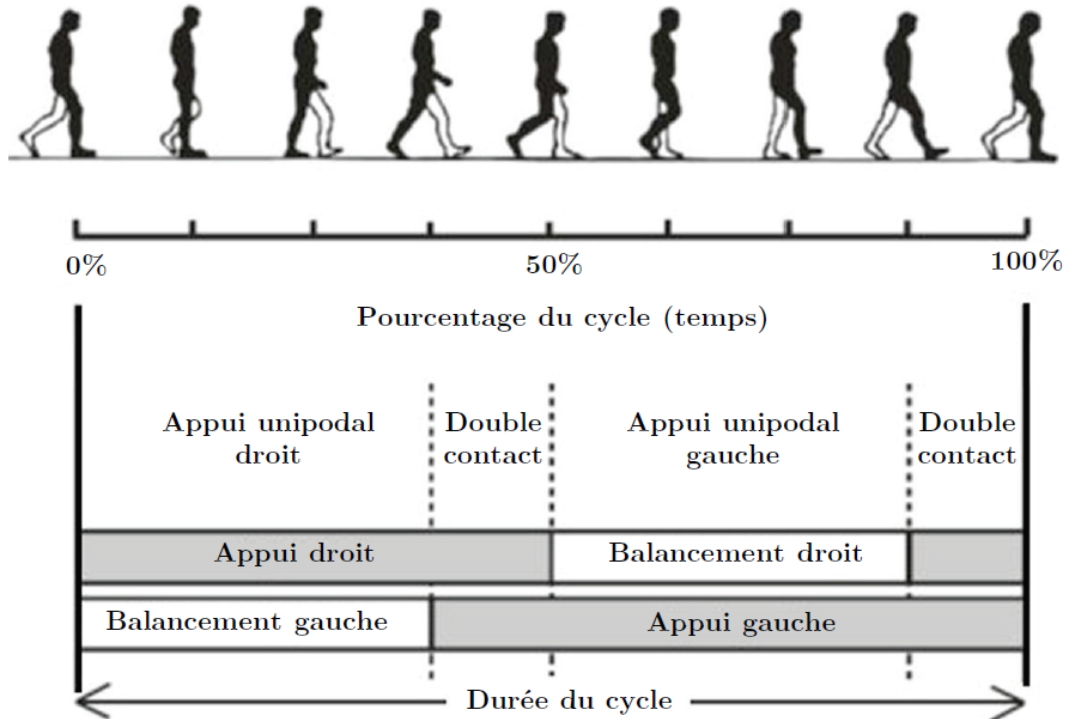 0%
50%
100%
Pourcentage du cycle (temps)
Appui unipodal
droit
Double
contact
Appui unipodal
gauche
Double
contact
Appui droit
Balancement droit
Balancement gauche
Appui gauche
Durée du cycle